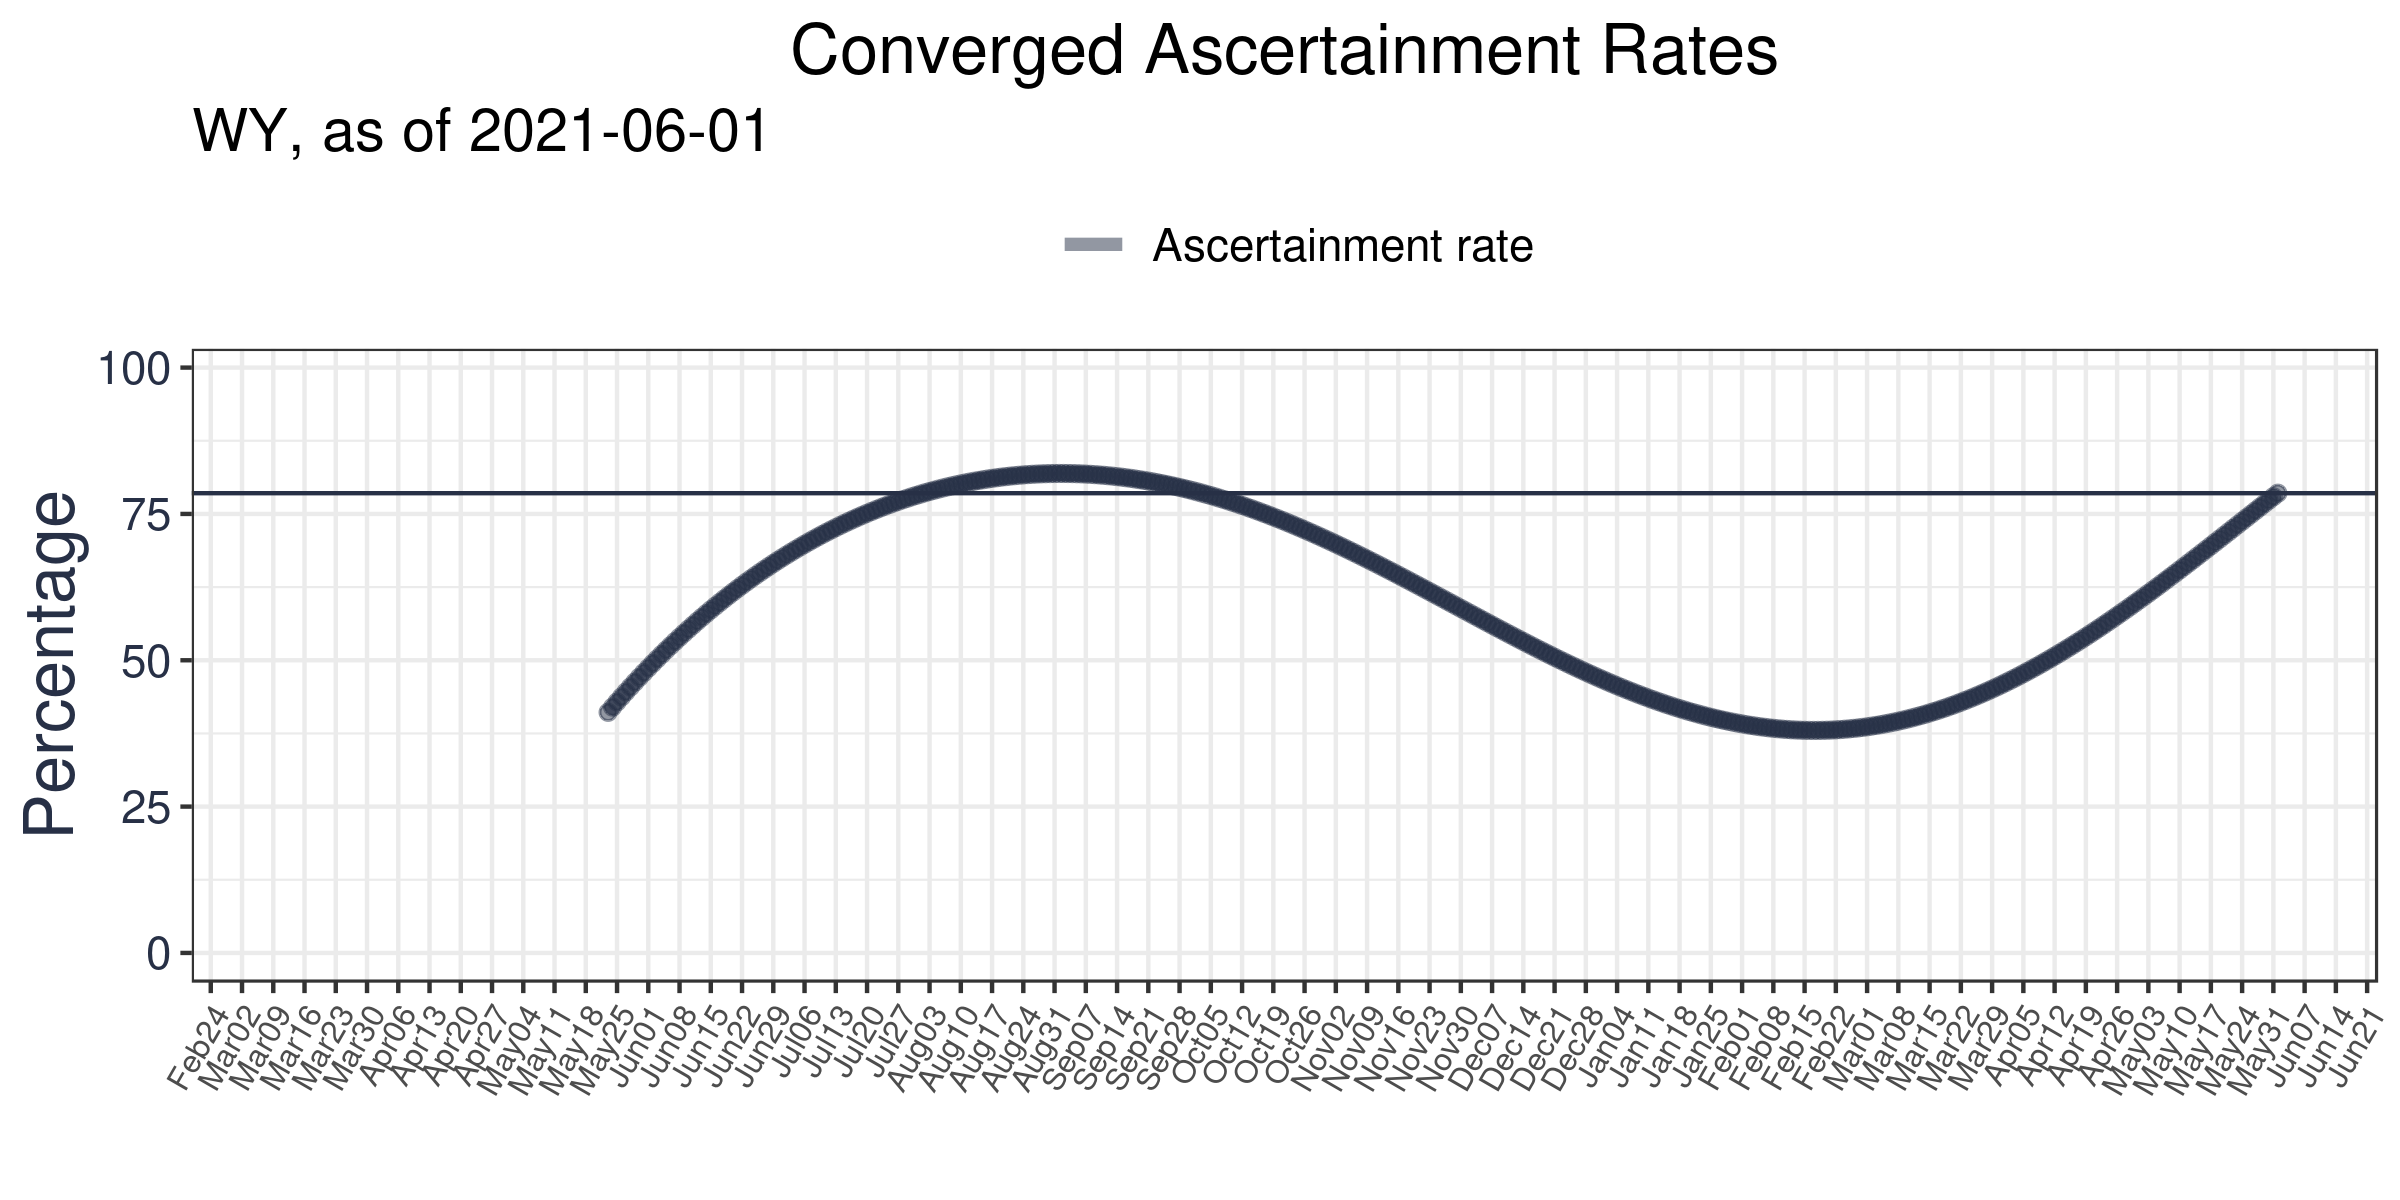 Converged Ascertainment Rates
WY, as of 2021-06-01
Ascertainment rate
Percentage
100
75
50
25
0
Feb24
Mar02
Mar09
Mar16
Mar23
Mar30
Apr06
Apr13
Apr20
Apr27
May04
May11
May18
May25
Jun01
Jun08
Jun15
Jun22
Jun29
Jul06
Jul13
Jul20
Jul27
Aug03
Aug10
Aug17
Aug24
Aug31
Sep07
Sep14
Sep21
Sep28
Oct05
Oct12
Oct19
Oct26
Nov02
Nov09
Nov16
Nov23
Nov30
Dec07
Dec14
Dec21
Dec28
Jan04
Jan11
Jan18
Jan25
Feb01
Feb08
Feb15
Feb22
Mar01
Mar08
Mar15
Mar22
Mar29
Apr05
Apr12
Apr19
Apr26
May03
May10
May17
May24
May31
Jun07
Jun14
Jun21